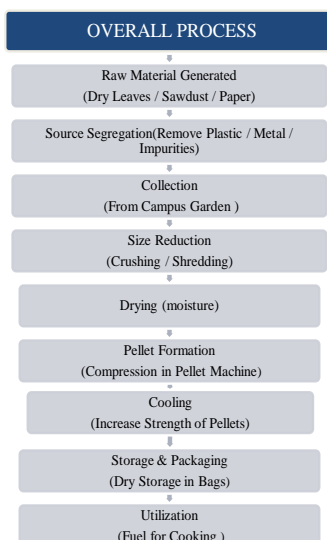 OVERALL PROCESS
Raw Material Generated
(Dry Leaves / Sawdust / Paper)
Source Segregation(Remove Plastic / Metal /
Impurities)
Collection
(From Campus Garden )
Size Reduction
(Crushing / Shredding)
Drying (moisture)
Pellet Formation
(Compression in Pellet Machine)
Cooling
(Increase Strength of Pellets)
Storage & Packaging
(Dry Storage in Bags)
Utilization
(Fuel for Cooking )